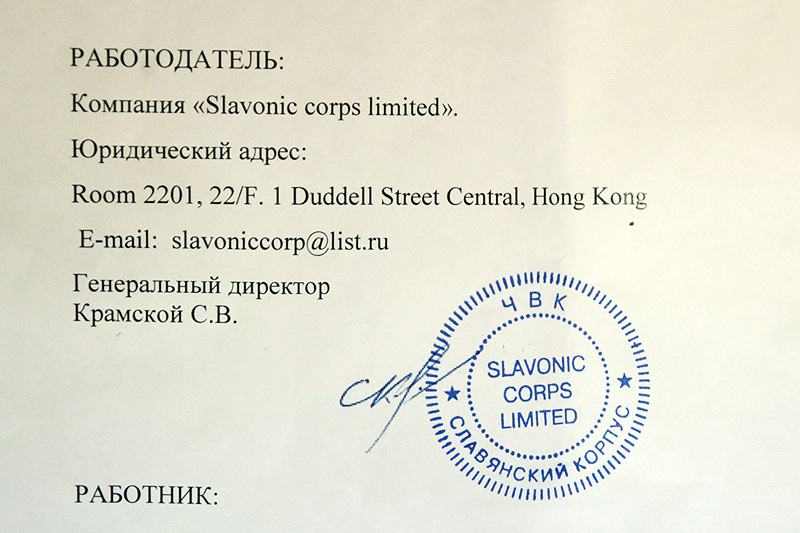 РАБОТОДАТЕЛЬ:
Компания «Slavonic corps limited».
Юридический адрес:
Room 2201, 22/F. 1 Duddell Street Central, Hong Kong
E-mail: slavoniccorp@list.ru
Генеральный директор
Крамской С.В.
ЧВК
SLAVONIC
CORPS
LIMITED
СЛАВЯНСКИЙ КОРПУС
РАБОТНИК: